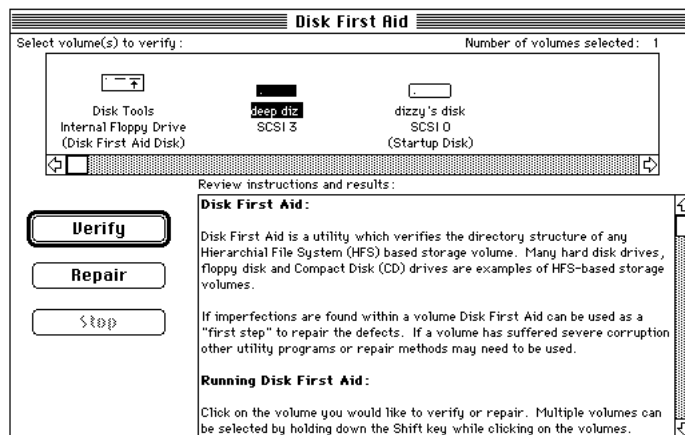 Disk First Aid
Select volume(s) to verify:
Number of volumes selected: 1
Disk Tools
Internal Floppy Drive
(Disk First Aid Disk)
deep diz
SCSI 3
dizzy's disk
SCSI 0
(Startup Disk)
Review instructions and results:
Verify
Repair
Stop
Disk First Aid:
Disk First Aid is a utility which verifies the directory structure of any
Hierarchial File System (HFS) based storage volume. Many hard disk drives,
floppy disk and Compact Disk (CD) drives are examples of HFS-based storage
volumes.
If imperfections are found within a volume Disk First Aid can be used as a
"first step" to repair the defects. If a volume has suffered severe corruption
other utility programs or repair methods may need to be used.
Running Disk First Aid:
Click on the volume you would like to verify or repair. Multiple volumes can
be selected by holding down the Shift key while clicking on the volumes.